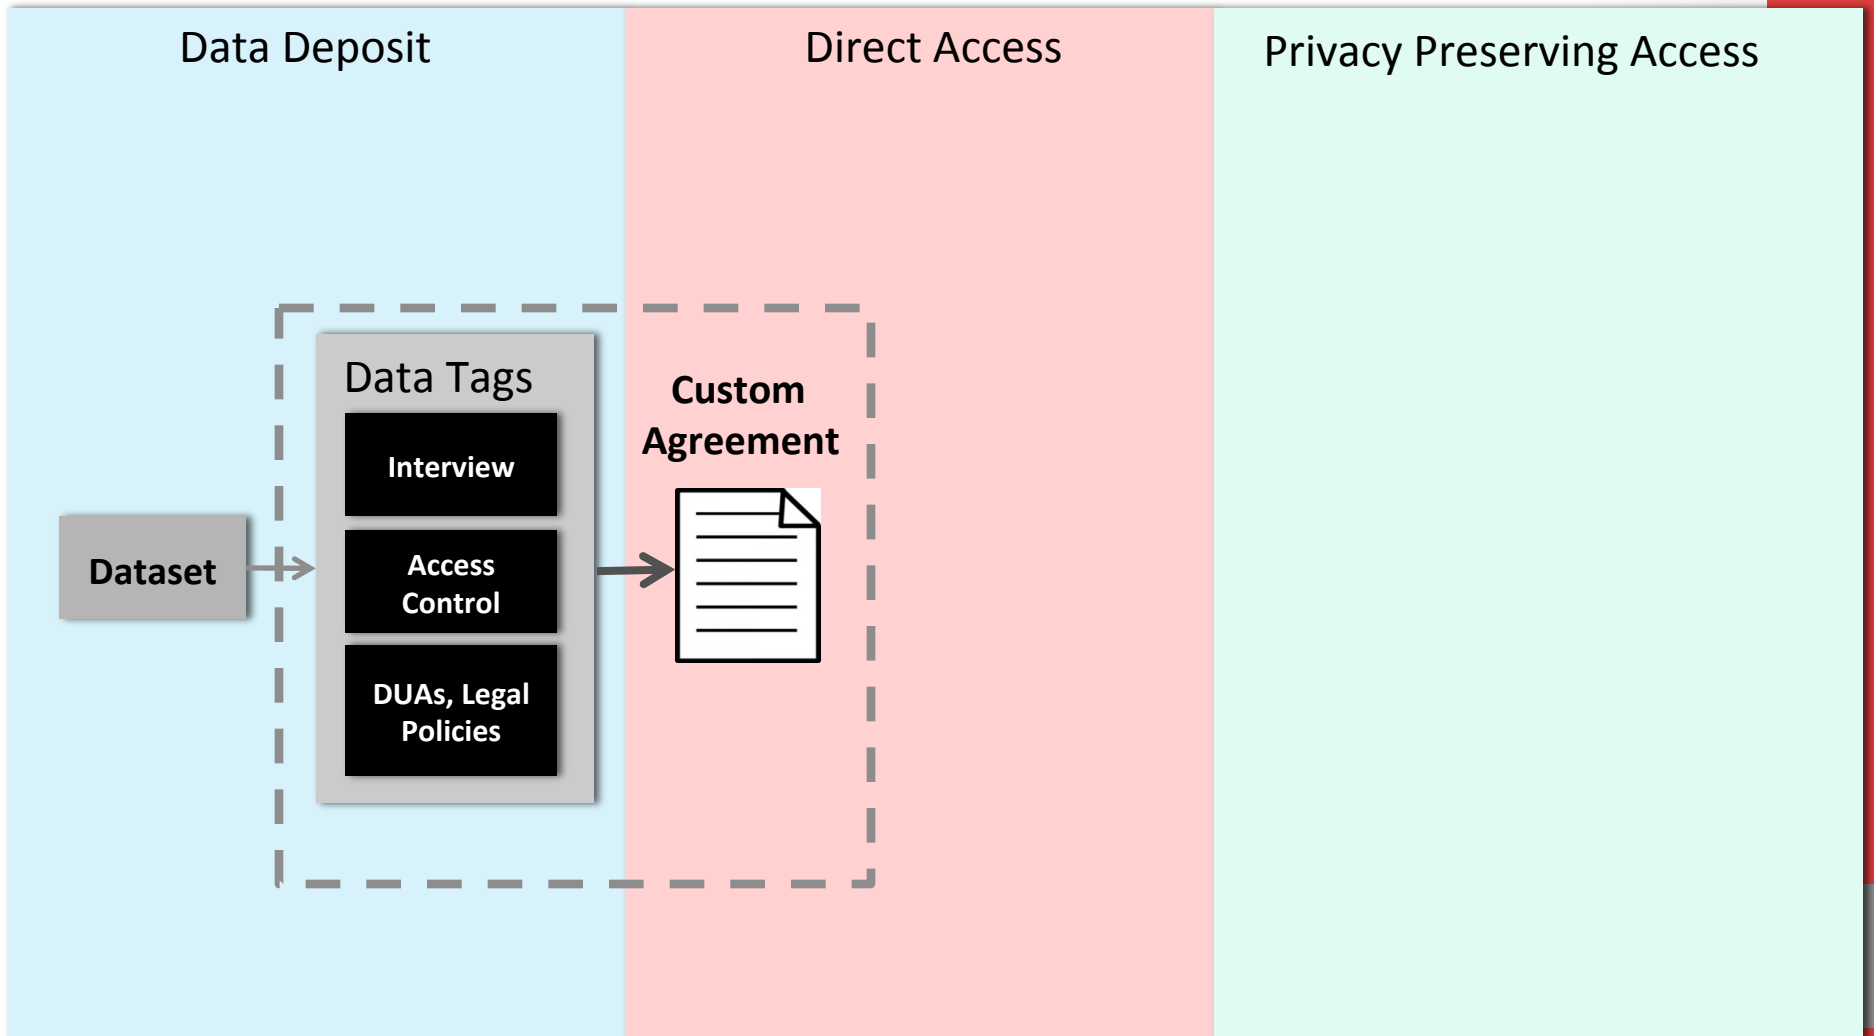 Data Deposit
Direct Access
Privacy Preserving Access
Data Tags
Interview
Access
Control
DUAs, Legal
Policies
Custom
Agreement
Dataset